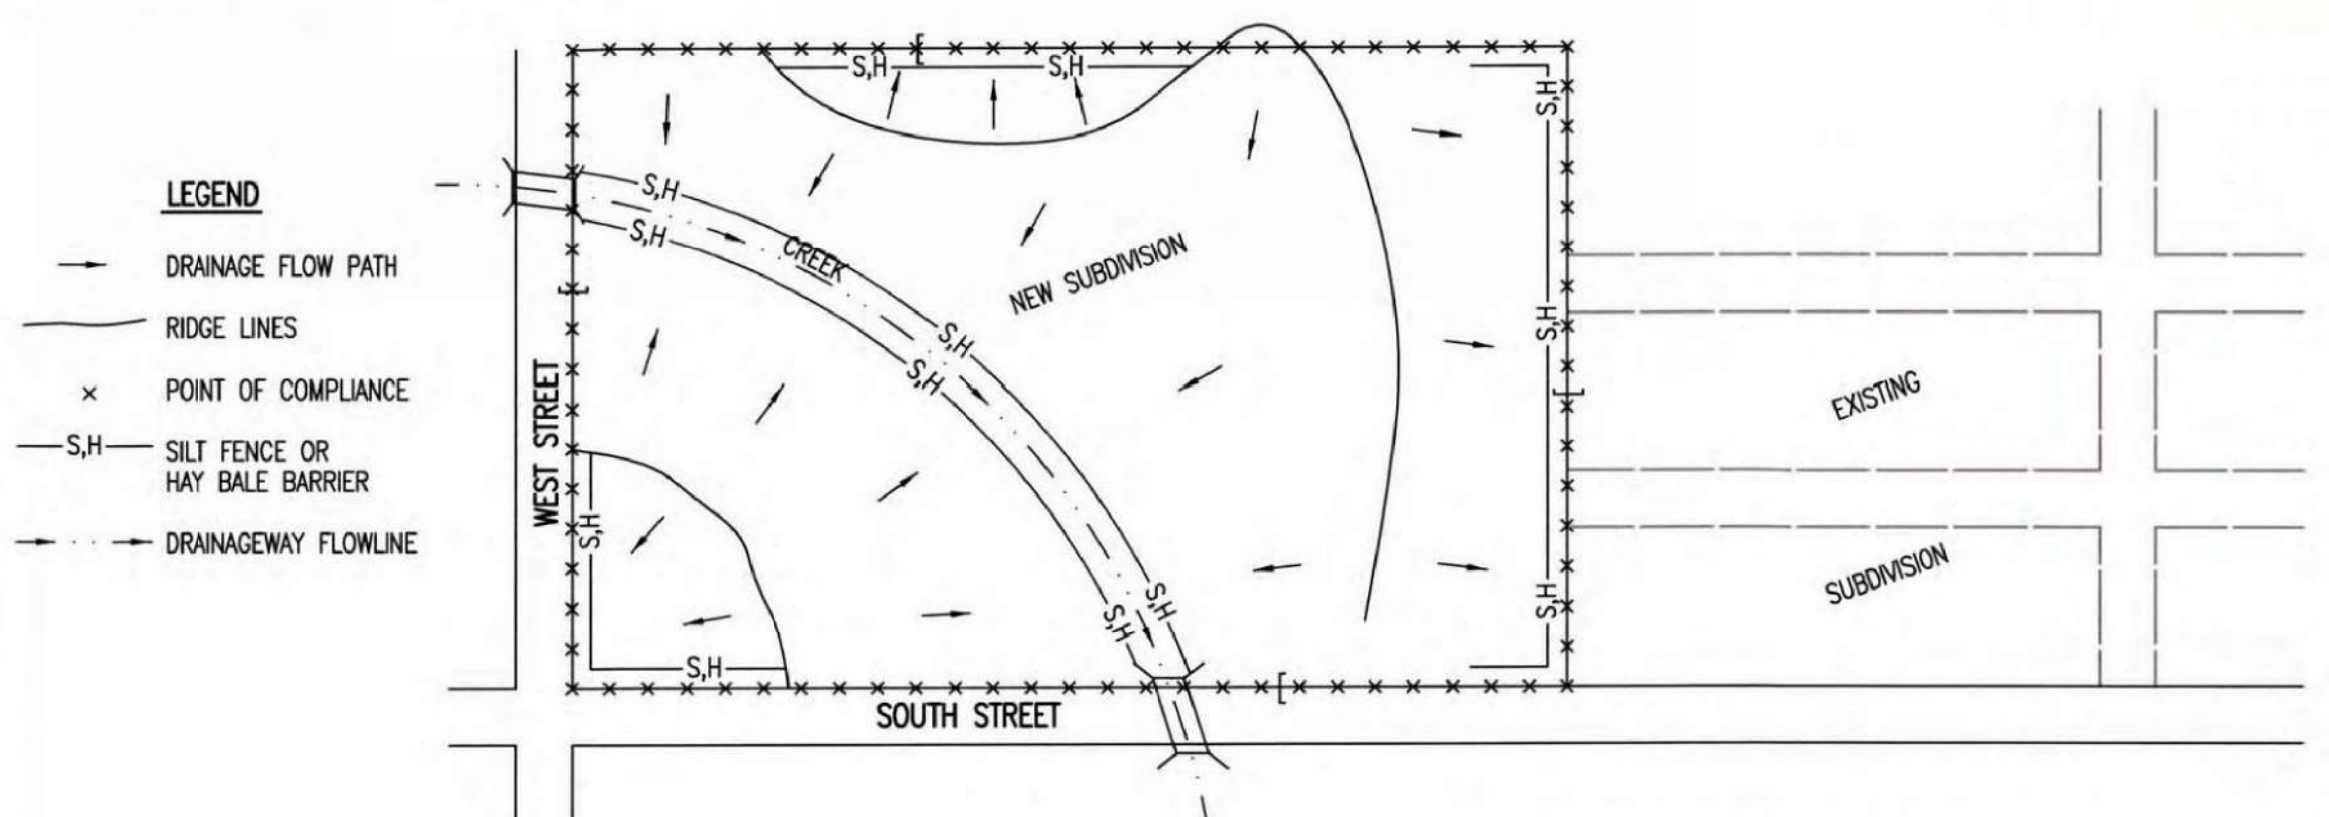 LEGEND
DRAINAGE FLOW PATH
RIDGE LINES
× POINT OF COMPLIANCE
S,H SILT FENCE OR
HAY BALE BARRIER
DRAINAGEWAY FLOWLINE
S,H
S,H
S,H
S,H
S,H
CREEK
NEW SUBDIVISION
S,H
S,H
S,H
WEST STREET
EXISTING
S,H
SUBDIVISION
S,H
S,H
S,H
S,H
SOUTH STREET